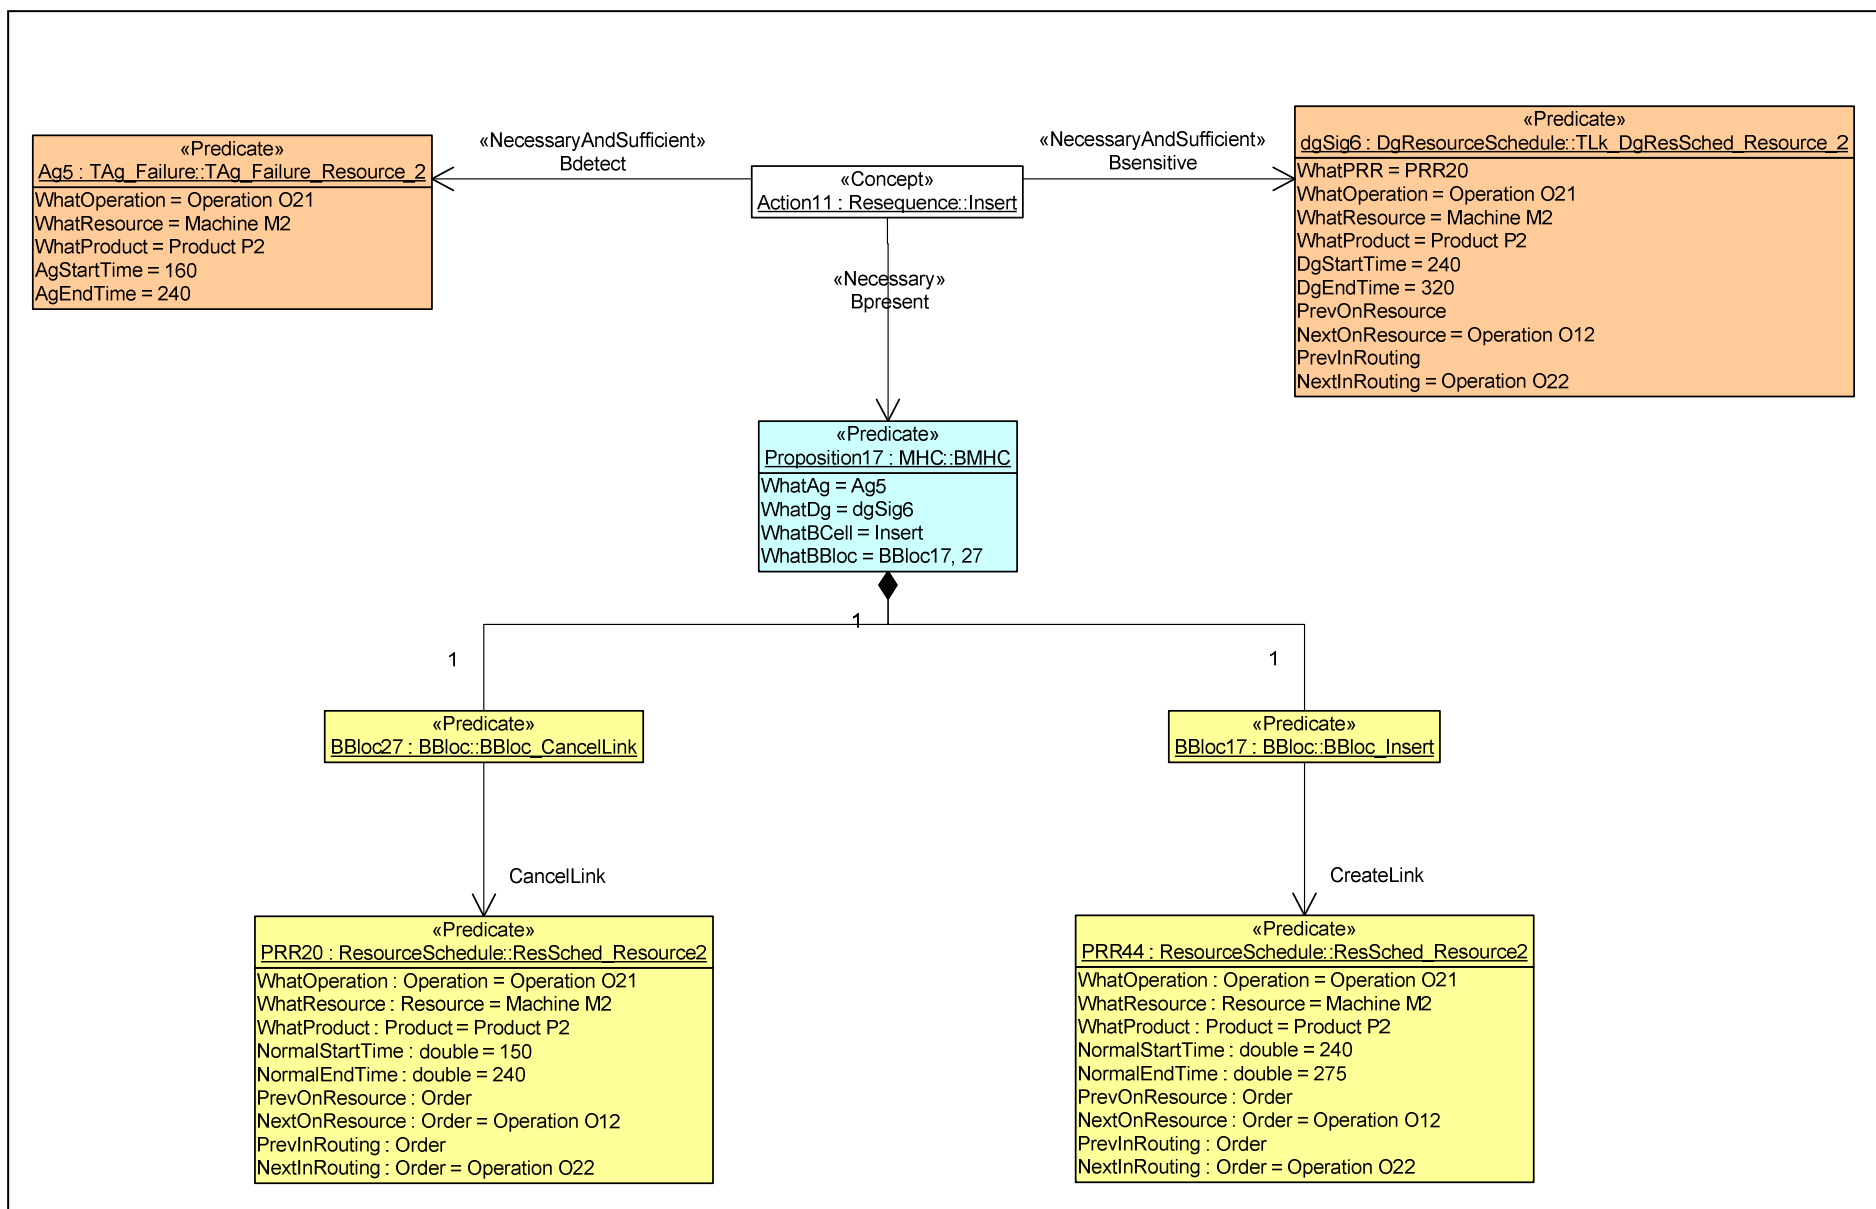 «Predicate»
Ag5 : TAg_Failure::TAg_Failure_Resource_2
WhatOperation = Operation O21
WhatResource = Machine M2
WhatProduct = Product P2
AgStartTime = 160
AgEndTime = 240
«NecessaryAndSufficient»
Bdetect
«Concept»
Action11 : Resequence::Insert
«NecessaryAndSufficient»
Bsensitive
«Predicate»
dgSig6 : DgResourceSchedule::TLk_DgResSched_Resource_2
WhatPRR = PRR20
WhatOperation = Operation O21
WhatResource = Machine M2
WhatProduct = Product P2
DgStartTime = 240
DgEndTime = 320
PrevOnResource
NextOnResource = Operation O12
PrevInRouting
NextInRouting = Operation O22
«Necessary»
Bpresent
«Predicate»
Proposition17 : MHC::BMHC
WhatAg = Ag5
WhatDg = dgSig6
WhatBCell = Insert
WhatBBloc = BBloc17, 27
1
1
1
«Predicate»
BBloc27 : BBloc::BBloc_CancelLink
«Predicate»
BBloc17 : BBloc::BBloc_Insert
CancelLink
CreateLink
«Predicate»
PRR20 : ResourceSchedule::ResSched_Resource2
WhatOperation : Operation = Operation O21
WhatResource : Resource = Machine M2
WhatProduct : Product = Product P2
NormalStartTime : double = 150
NormalEndTime : double = 240
PrevOnResource : Order
NextOnResource : Order = Operation O12
PrevInRouting : Order
NextInRouting : Order = Operation O22
«Predicate»
PRR44 : ResourceSchedule::ResSched_Resource2
WhatOperation : Operation = Operation O21
WhatResource : Resource = Machine M2
WhatProduct : Product = Product P2
NormalStartTime : double = 240
NormalEndTime : double = 275
PrevOnResource : Order
NextOnResource : Order = Operation O12
PrevInRouting : Order
NextInRouting : Order = Operation O22